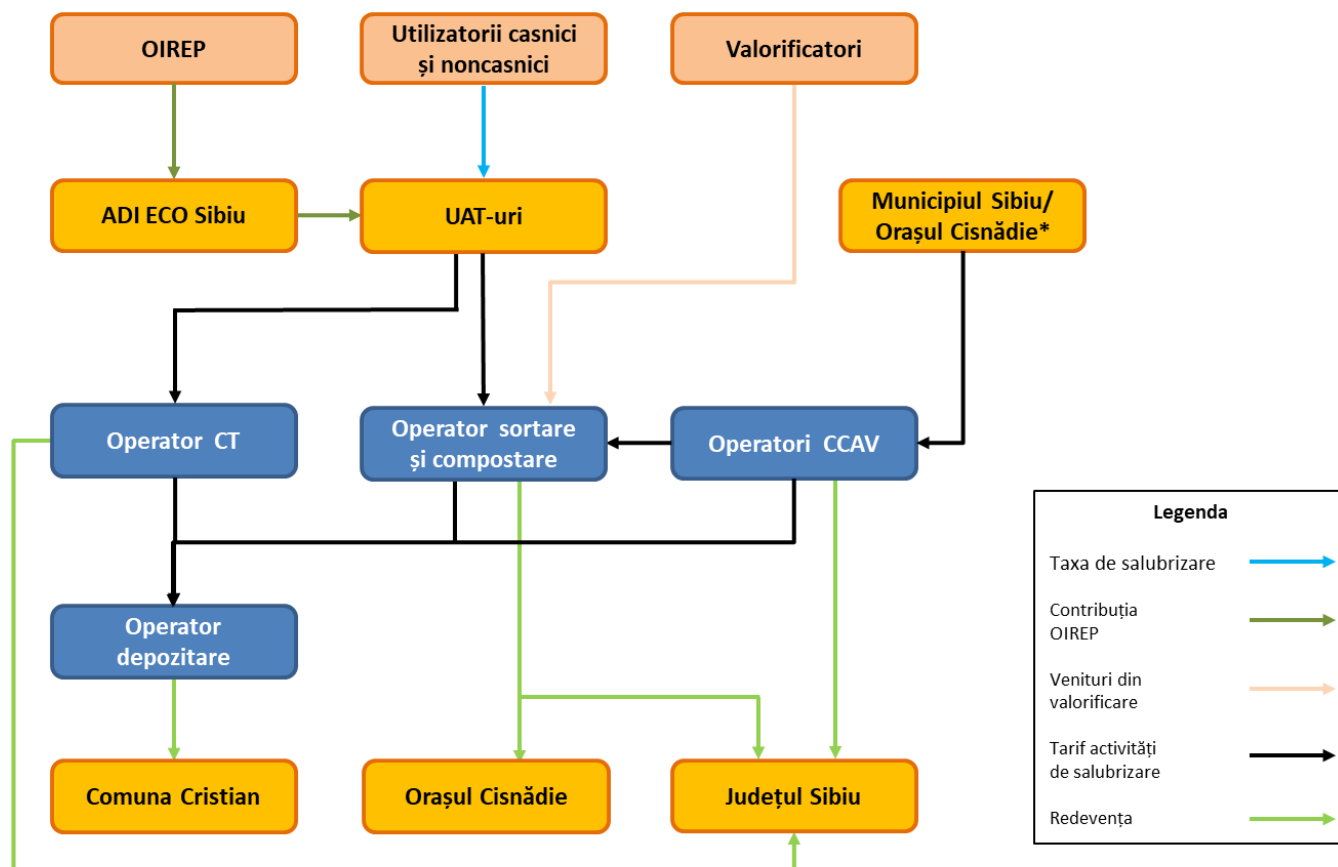 OIREP
Utilizatorii casnici
și noncasnici
Valorificatori
ADI ECO Sibiu
UAT-uri
Municipiul Sibiu/
Orașul Cisnădie*
Operator CT
Operator sortare
și compostare
Operatori CCAV
Operator
depozitare
Comuna Cristian
Orașul Cisnădie
Județul Sibiu
Legenda
Taxa de salubrizare
Contribuția
OIREP
Venituri din
valorificare
Tarif activități
de salubrizare
Redevența